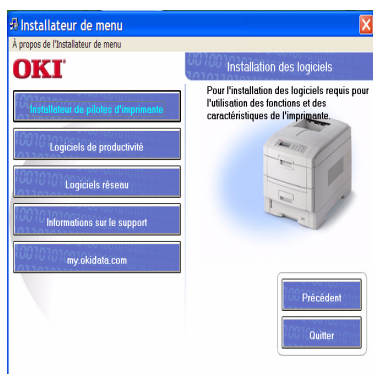 Installateur de menu
À propos de l'Installateur de menu
OKI
Installation des logiciels
Installateur de pilotes d'imprimante
Logiciels de productivité
Logiciels réseau
Informations sur le support
my.okidata.com
Pour l'installation des logiciels requis pour
l'utilisation des fonctions et des
caractéristiques de l'imprimante.
Précédent
Quitter